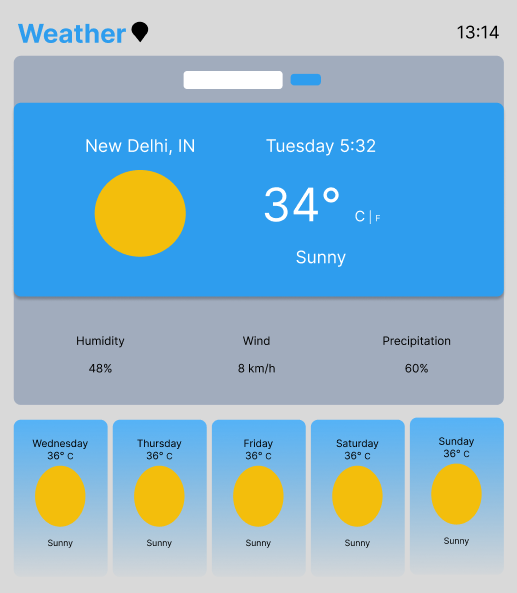 Weather
13:14
New Delhi, IN
Tuesday 5:32
34° C | F
Sunny
Humidity
Wind
Precipitation
48%
8 km/h
60%
Wednesday
36° C
Sunny
Thursday
36° C
Sunny
Friday
36° C
Sunny
Saturday
36° C
Sunny
Sunday
36° C
Sunny